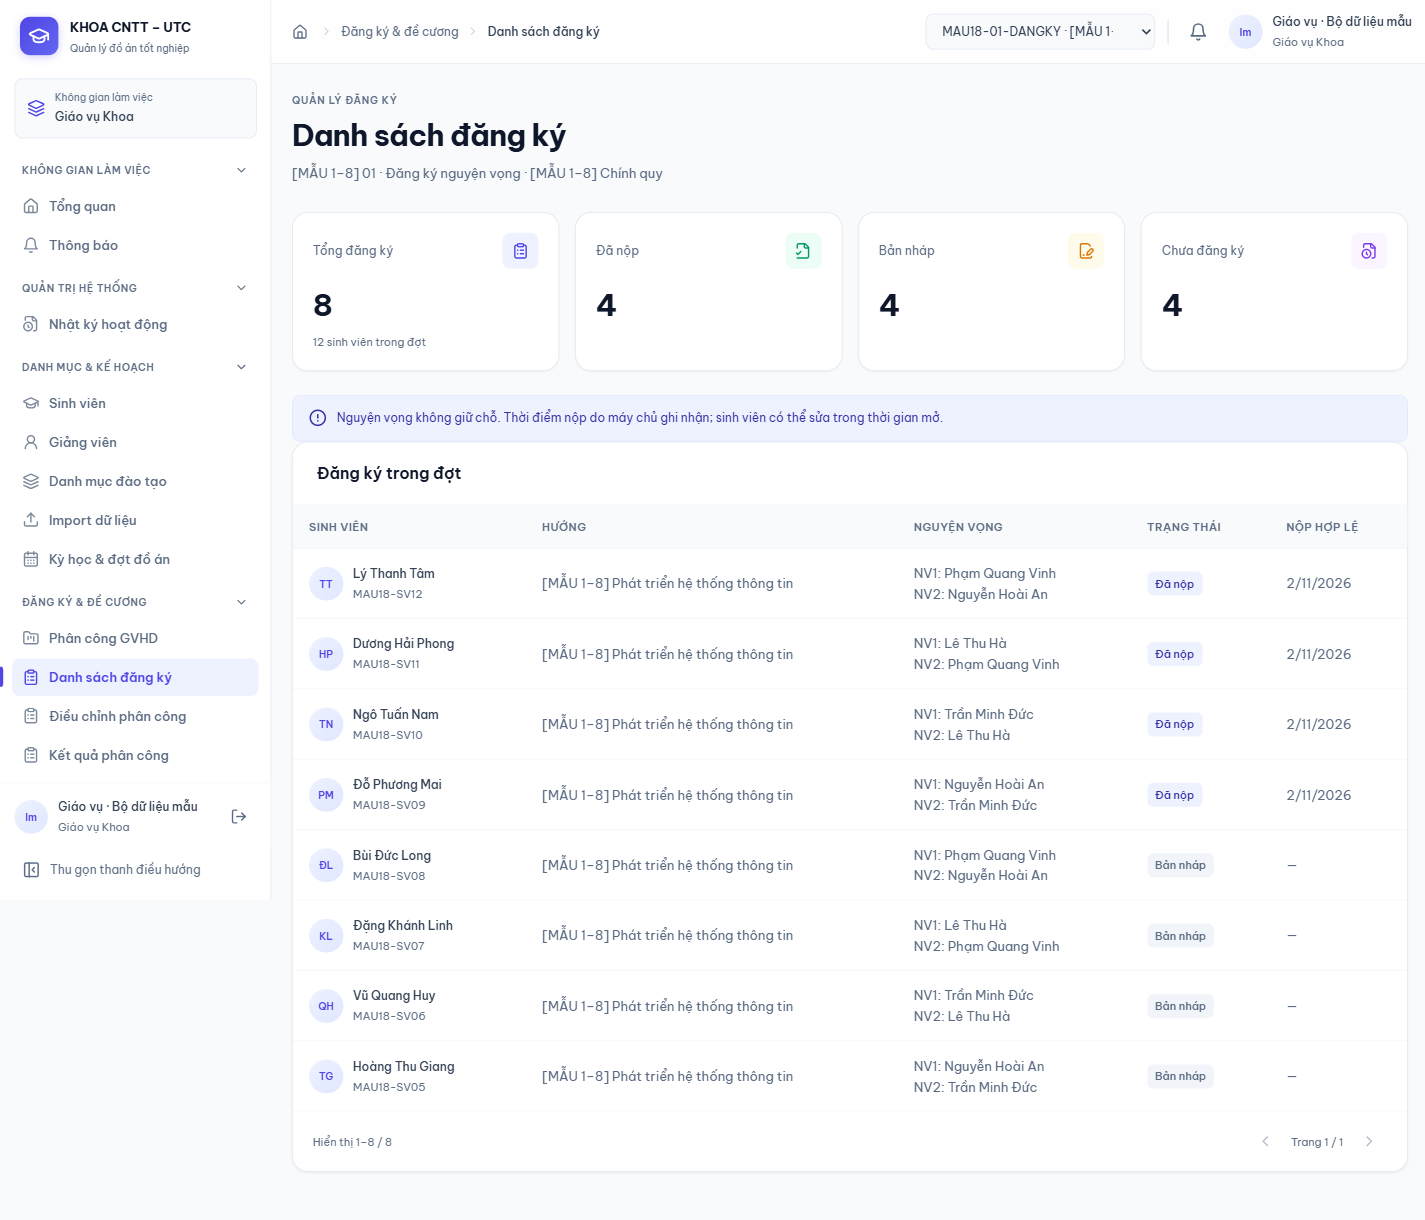 KHOA CNTT – UTC
Quản lý đồ án tốt nghiệp
Không gian làm việc
Giáo vụ Khoa
KHÔNG GIAN LÀM VIỆC
Tổng quan
Thông báo
QUẢN TRỊ HỆ THỐNG
Nhật ký hoạt động
DANH MỤC & KẾ HOẠCH
Sinh viên
Giảng viên
Danh mục đào tạo
Import dữ liệu
Kỳ học & đợt đồ án
ĐĂNG KÝ & ĐỀ CƯƠNG
Phân công GVHD
Danh sách đăng ký
Điều chỉnh phân công
Kết quả phân công
lm
Giáo vụ · Bộ dữ liệu mẫu
Giáo vụ Khoa
Thu gọn thanh điều hướng
Đăng ký & đề cương
Danh sách đăng ký
MAU18-01-DANGKY · [MẪU 1-
lm
Giáo vụ · Bộ dữ liệu mẫu
Giáo vụ Khoa
QUẢN LÝ ĐĂNG KÝ
Danh sách đăng ký
[MẪU 1–8] 01 · Đăng ký nguyện vọng · [MẪU 1–8] Chính quy
Tổng đăng ký
8
12 sinh viên trong đợt
Đã nộp
4
Bản nháp
4
Chưa đăng ký
4
Nguyện vọng không giữ chỗ. Thời điểm nộp do máy chủ ghi nhận; sinh viên có thể sửa trong thời gian mở.
Đăng ký trong đợt
SINH VIÊN HƯỚNG NGUYỆN VỌNG TRẠNG THÁI NỘP HỢP LỆ
TT
Lý Thanh Tâm
MAU18-SV12
[MẪU 1–8] Phát triển hệ thống thông tin
NV1: Phạm Quang Vinh
NV2: Nguyễn Hoài An
Đã nộp
2/11/2026
HP
Dương Hải Phong
MAU18-SV11
[MẪU 1–8] Phát triển hệ thống thông tin
NV1: Lê Thu Hà
NV2: Phạm Quang Vinh
Đã nộp
2/11/2026
TN
Ngô Tuấn Nam
MAU18-SV10
[MẪU 1–8] Phát triển hệ thống thông tin
NV1: Trần Minh Đức
NV2: Lê Thu Hà
Đã nộp
2/11/2026
PM
Đỗ Phương Mai
MAU18-SV09
[MẪU 1–8] Phát triển hệ thống thông tin
NV1: Nguyễn Hoài An
NV2: Trần Minh Đức
Đã nộp
2/11/2026
ĐL
Bùi Đức Long
MAU18-SV08
[MẪU 1–8] Phát triển hệ thống thông tin
NV1: Phạm Quang Vinh
NV2: Nguyễn Hoài An
Bản nháp
—
KL
Đặng Khánh Linh
MAU18-SV07
[MẪU 1–8] Phát triển hệ thống thông tin
NV1: Lê Thu Hà
NV2: Phạm Quang Vinh
Bản nháp
—
QH
Vũ Quang Huy
MAU18-SV06
[MẪU 1–8] Phát triển hệ thống thông tin
NV1: Trần Minh Đức
NV2: Lê Thu Hà
Bản nháp
—
TG
Hoàng Thu Giang
MAU18-SV05
[MẪU 1–8] Phát triển hệ thống thông tin
NV1: Nguyễn Hoài An
NV2: Trần Minh Đức
Bản nháp
—
Hiển thị 1–8 / 8
Trang 1 / 1